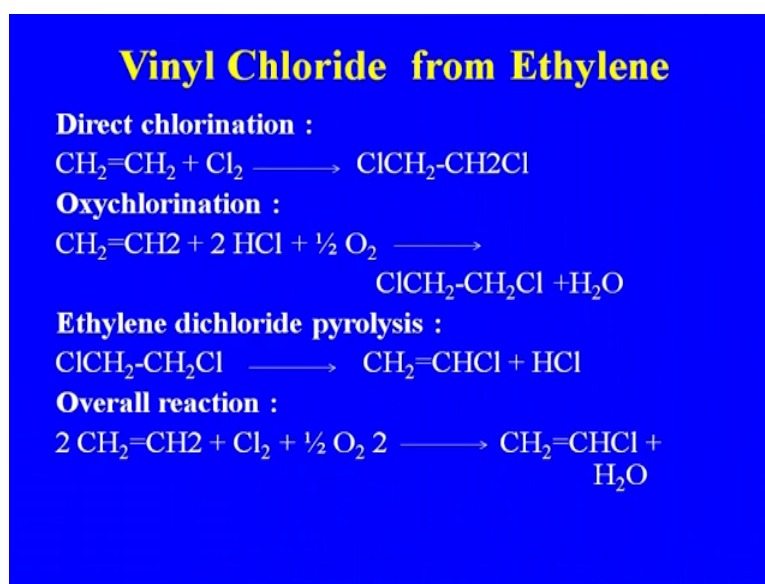 Vinyl Chloride from Ethylene
Direct chlorination :
CH₂=CH₂ + Cl₂ ⟶ ClCH₂-CH2Cl
Oxychlorination :
CH₂=CH2 + 2 HCl + ½ O₂ ⟶
ClCH₂-CH₂Cl +H₂O
Ethylene dichloride pyrolysis :
ClCH₂-CH₂Cl ⟶ CH₂=CHCl + HCl
Overall reaction :
2 CH₂=CH2 + Cl₂ + ½ O₂ 2 ⟶ CH₂=CHCl +
H₂O